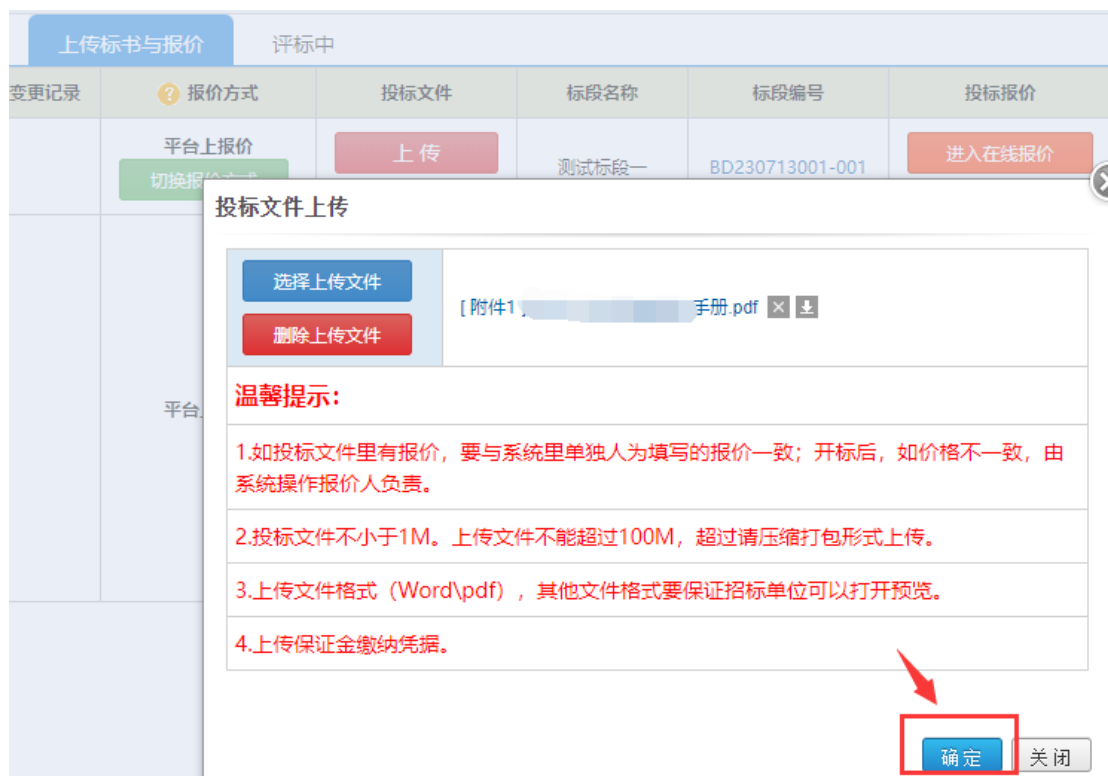 上传标书与报价
评标中
变更记录
? 报价方式
投标文件
标段名称
标段编号
投标报价
平台上报价
切换报
上 传
测试标段一
BD230713001-001
进入在线报价
投标文件上传
选择上传文件
删除上传文件
[ 附件1 手册.pdf
平台
温馨提示：
1.如投标文件里有报价，要与系统里单独人为填写的报价一致；开标后，如价格不一致，由
系统操作报价人负责。
2.投标文件不小于1M。上传文件不能超过100M，超过请压缩打包形式上传。
3.上传文件格式（Word\pdf），其他文件格式要保证招标单位可以打开预览。
4.上传保证金缴纳凭据。
确定
关闭